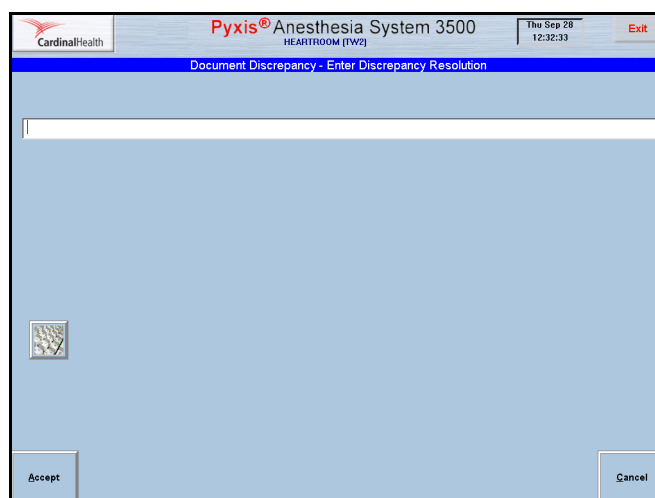 CardinalHealth
Pyxis® Anesthesia System 3500
HEARTROOM (TW2)
Thu Sep 28
12:32:33
Exit
Document Discrepancy - Enter Discrepancy Resolution
Accept
Cancel